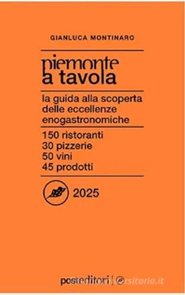 GIANLUCA MONTINARO
piemonte
a tavola
la guida alla scoperta
delle eccellenze
enogastronomiche
150 ristoranti
30 pizzerie
50 vini
45 prodotti
2025
posteditori